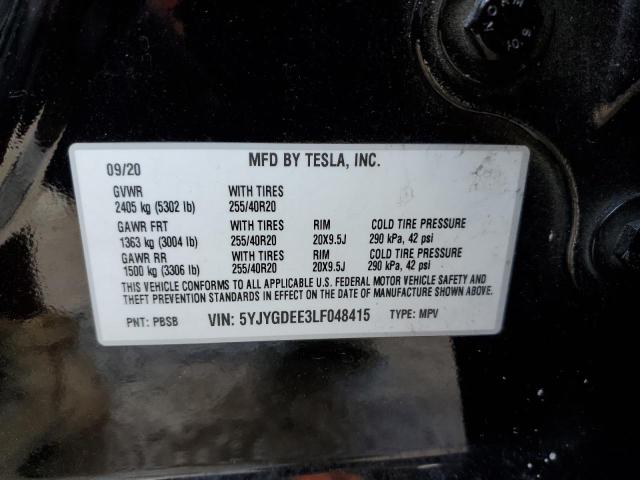 NORM
6'01
MFD BY TESLA, INC.
09/20
GVWR WITH TIRES
2405 kg (5302 lb) 255/40R20
GAWR FRT WITH TIRES RIM COLD TIRE PRESSURE
1363 kg (3004 lb) 255/40R20 20X9.5J 290 kPa, 42 psi
GAWR RR WITH TIRES RIM COLD TIRE PRESSURE
1500 kg (3306 lb) 255/40R20 20X9.5J 290 kPa, 42 psi
THIS VEHICLE CONFORMS TO ALL APPLICABLE U.S. FEDERAL MOTOR VEHICLE SAFETY AND
THEFT PREVENTION STANDARDS IN EFFECT ON THE DATE OF MANUFACTURE SHOWN ABOVE.
PNT: PBSB VIN: 5YJYGDEE3LF048415 TYPE: MPV